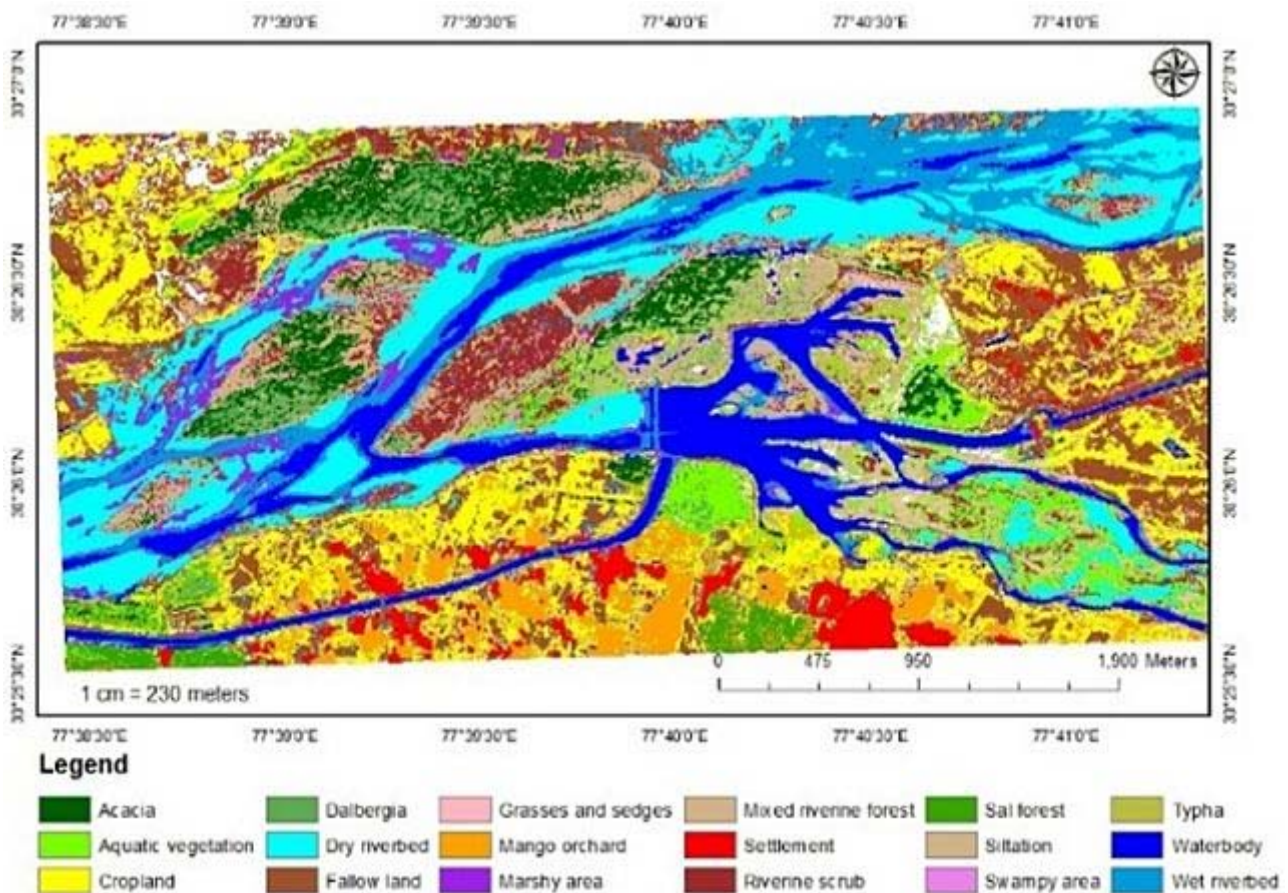 77°38'30"E 77°39'0"E 77°39'30"E 77°40'0"E 77°40'30"E 77°41'0"E
0 475 950 1,900 Meters
1 cm = 230 meters
77°38'30"E 77°39'0"E 77°39'30"E 77°40'0"E 77°40'30"E 77°41'0"E
Legend
Acacia Dalbergia Grasses and sedges Mixed riverine forest Sal forest Typha
Aquatic vegetation Dry riverbed Mango orchard Settlement Siltation Waterbody
Cropland Fallow land Marshy area Riverine scrub Swampy area Wet riverbed